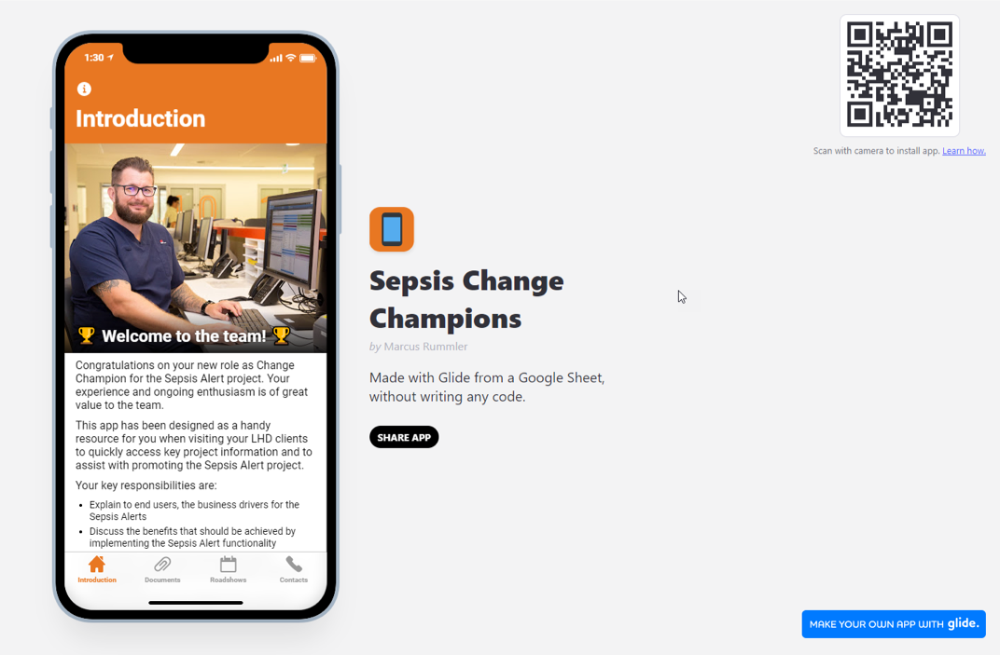 1:30
Introduction
🏆 Welcome to the team! 🏆
Congratulations on your new role as Change
Champion for the Sepsis Alert project. Your
experience and ongoing enthusiasm is of great
value to the team.
This app has been designed as a handy
resource for you when visiting your LHD clients
to quickly access key project information and to
assist with promoting the Sepsis Alert project.
Your key responsibilities are:
• Explain to end users, the business drivers for the
Sepsis Alerts
• Discuss the benefits that should be achieved by
implementing the Sepsis Alert functionality
Introduction Documents Roadshows Contacts
Sepsis Change
Champions
by Marcus Rummler
Made with Glide from a Google Sheet,
without writing any code.
SHARE APP
Scan with camera to install app. Learn how.
MAKE YOUR OWN APP WITH glide.